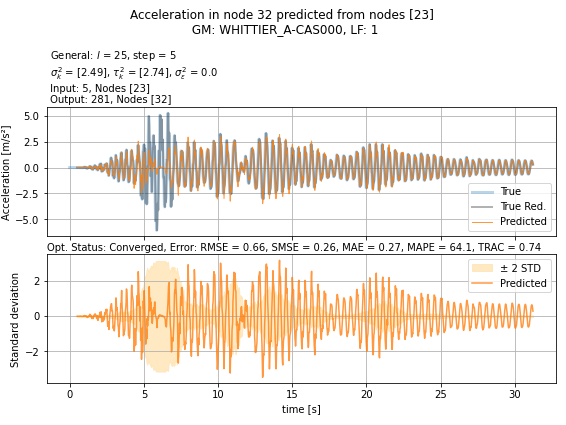 Acceleration in node 32 predicted from nodes [23]
GM: WHITTIER_A-CAS000, LF: 1
General: l = 25, step = 5
σ²ₖ = [2.49], τ²ₖ = [2.74], σ²ₑ = 0.0
Input: 5, Nodes [23]
Output: 281, Nodes [32]
Acceleration [m/s²]
5.0
2.5
0.0
−2.5
−5.0
True
True Red.
Predicted
Opt. Status: Converged, Error: RMSE = 0.66, SMSE = 0.26, MAE = 0.27, MAPE = 64.1, TRAC = 0.74
Standard deviation
2
0
−2
± 2 STD
Predicted
0 5 10 15 20 25 30
time [s]